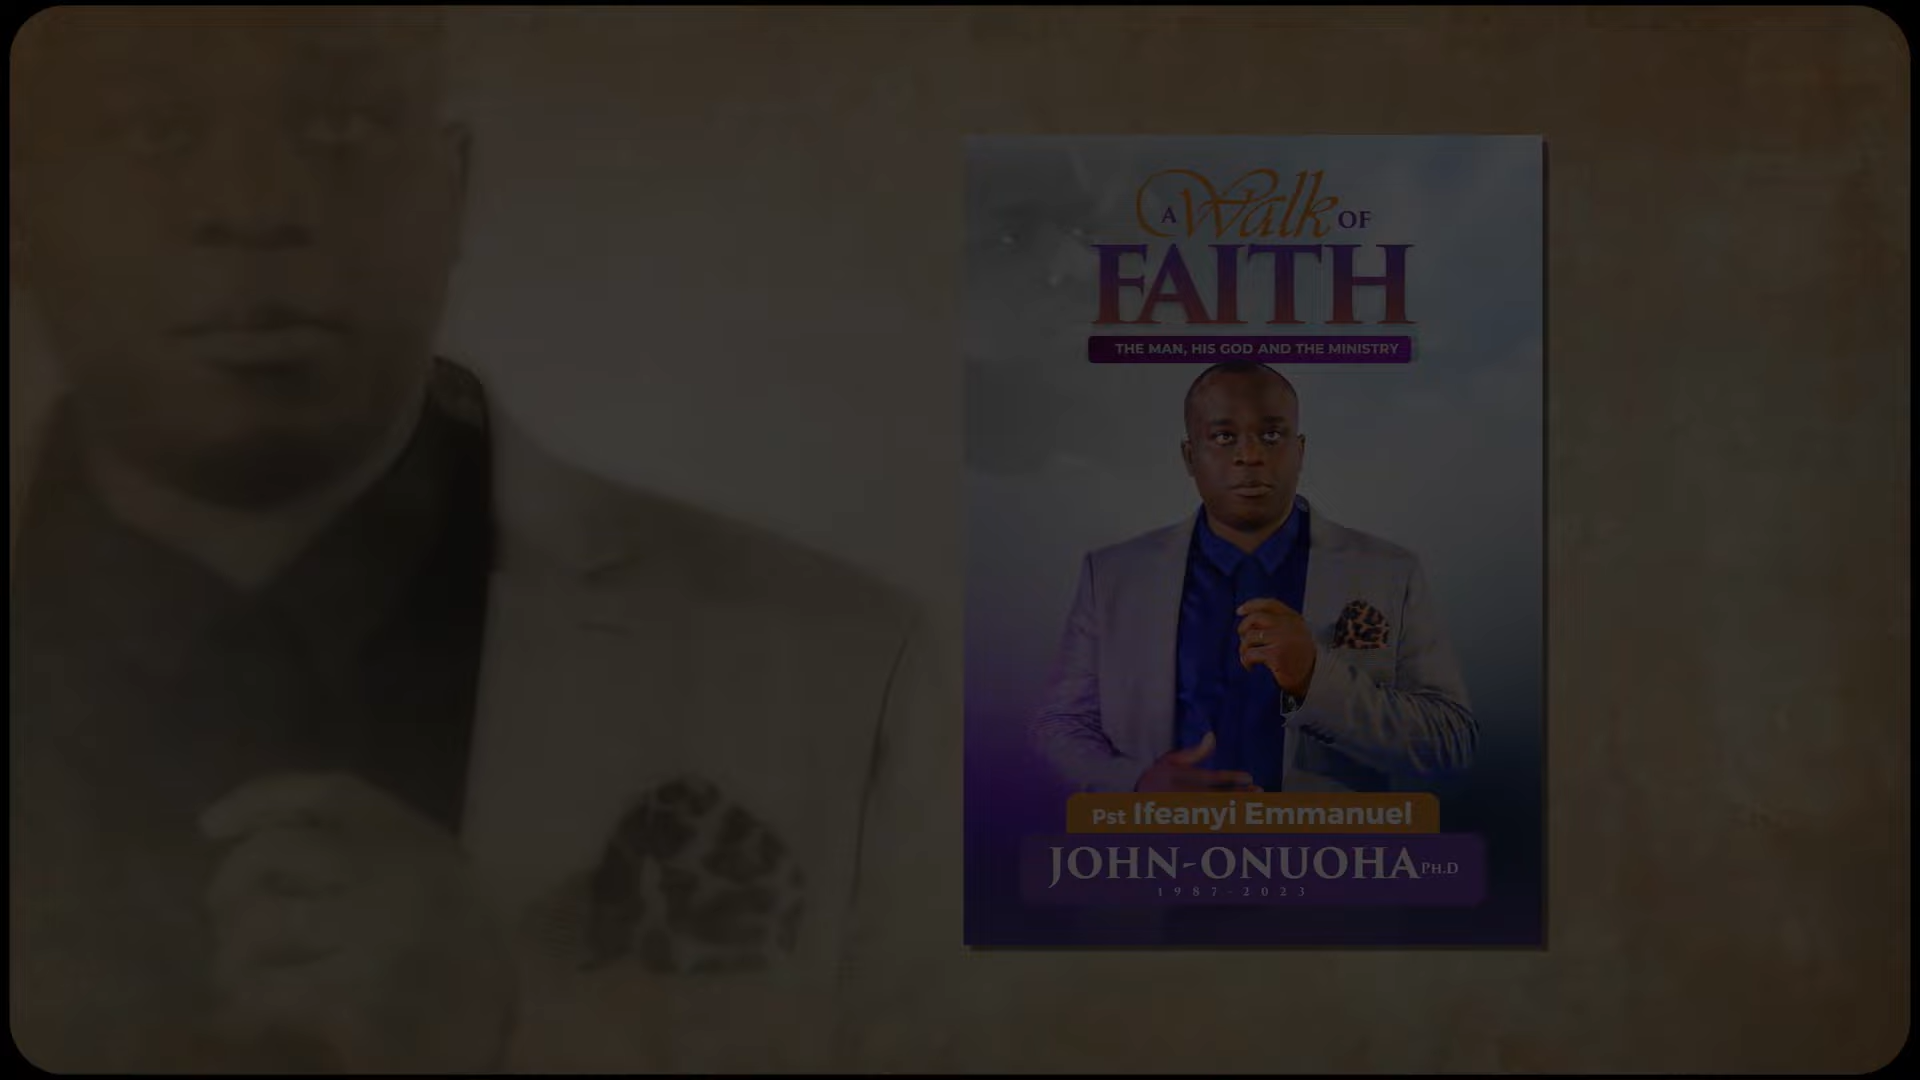 A Walk OF
FAITH
THE MAN, HIS GOD AND THE MINISTRY
Pst Ifeanyi Emmanuel
JOHN-ONUOHA PH.D
1987-2023